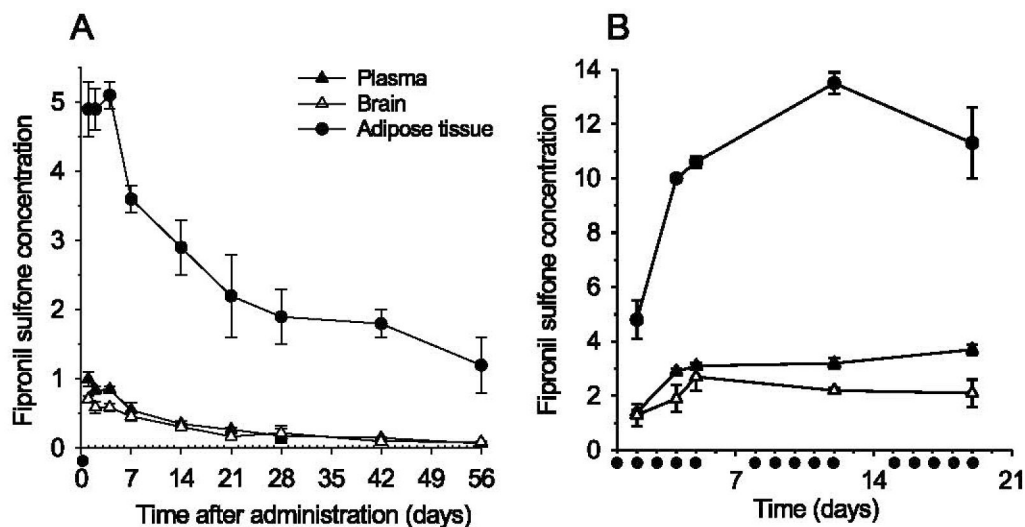 A
Fipronil sulfone concentration
5
4
3
2
1
0
Plasma
Brain
Adipose tissue
0 7 14 21 28 35 42 49 56
Time after administration (days)
B
Fipronil sulfone concentration
14
12
10
8
6
4
2
0
7 14 21
Time (days)